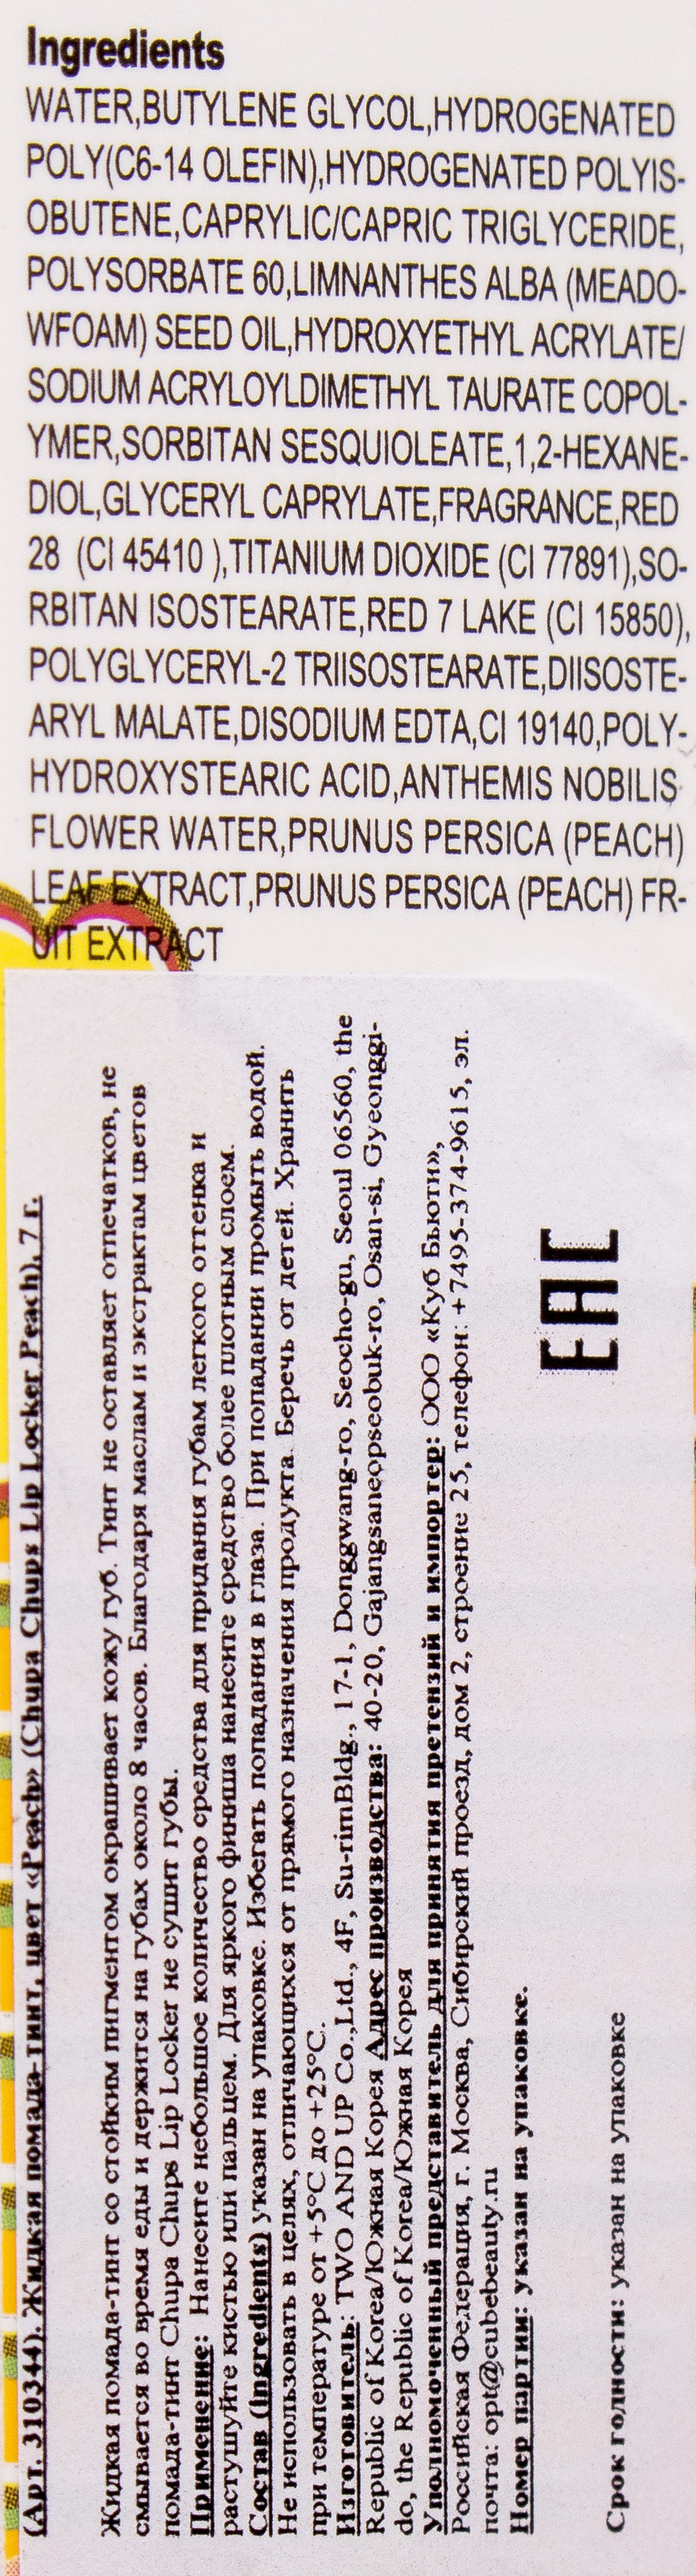 Ingredients
WATER,BUTYLENE GLYCOL,HYDROGENATED
POLY(C6-14 OLEFIN),HYDROGENATED POLYIS-
OBUTENE,CAPRYLIC/CAPRIC TRIGLYCERIDE,
POLYSORBATE 60,LIMNANTHES ALBA (MEADO-
WFOAM) SEED OIL,HYDROXYETHYL ACRYLATE/
SODIUM ACRYLOYLDIMETHYL TAURATE COPOL-
YMER,SORBITAN SESQUIOLEATE,1,2-HEXANE-
DIOL,GLYCERYL CAPRYLATE,FRAGRANCE,RED
28 (CI 45410 ),TITANIUM DIOXIDE (CI 77891),SO-
RBITAN ISOSTEARATE,RED 7 LAKE (CI 15850),
POLYGLYCERYL-2 TRIISOSTEARATE,DIISOSTE-
ARYL MALATE,DISODIUM EDTA,CI 19140,POLY-
HYDROXYSTEARIC ACID,ANTHEMIS NOBILIS
FLOWER WATER,PRUNUS PERSICA (PEACH)
LEAF EXTRACT,PRUNUS PERSICA (PEACH) FR-
UIT EXTRACT
(Арт. 310344). Жидкая помада-тинт, цвет «Peach» (Chupa Chups Lip Locker Peach), 7 г.
Жидкая помада-тинт со стойким пигментом окрашивает кожу губ. Тинт не оставляет отпечатков, не
смывается во время еды и держится на губах около 8 часов. Благодаря маслам и экстрактам цветов
помада-тинт Chupa Chups Lip Locker не сушит губы.
Применение: Нанесите небольшое количество средства для придания губам легкого оттенка и
растушуйте кистью или пальцем. Для яркого финиша нанесите средство более плотным слоем.
Состав (Ingredients) указан на упаковке. Избегать попадания в глаза. При попадании промыть водой.
Не использовать в целях, отличающихся от прямого назначения продукта. Беречь от детей. Хранить
при температуре от +5°C до +25°C.
Изготовитель: TWO AND UP Co.,Ltd., 4F, Su-rimBldg., 17-1, Donggwang-ro, Seocho-gu, Seoul 06560, the
Republic of Korea/Южная Корея Адрес производства: 40-20, Gajangsaneopseobuk-ro, Osan-si, Gyeonggi-
do, the Republic of Korea/Южная Корея
Уполномоченный представитель для принятия претензий и импортер: ООО «Куб Бьюти»,
Российская Федерация, г. Москва, Сибирский проезд, дом 2, строение 25, телефон: +7495-374-9615, эл.
почта: opt@cubebeauty.ru
Номер партии: указан на упаковке.
Срок годности: указан на упаковке
EAC